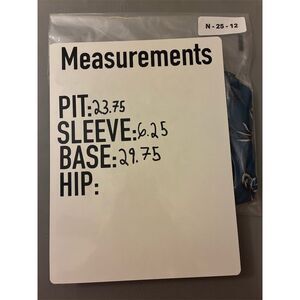 N - 25 - 12
Measurements
PIT: 23.75
SLEEVE: 6.25
BASE: 29.75
HIP: